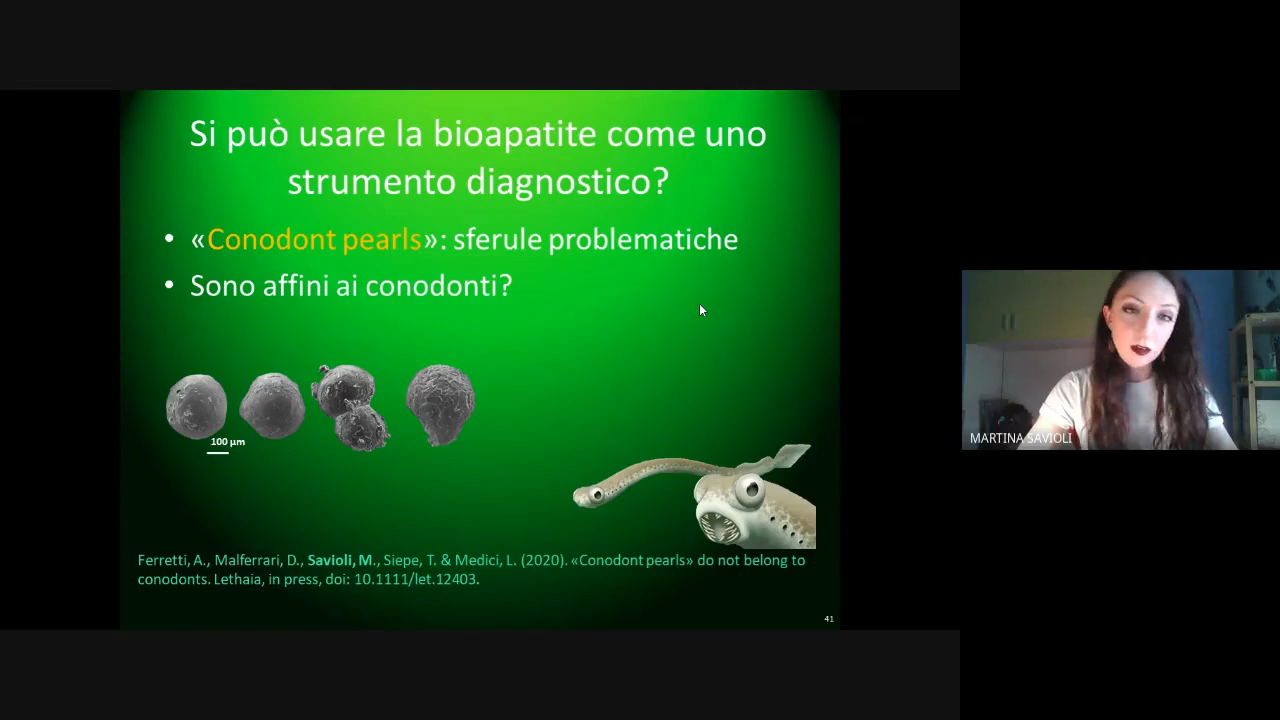 Si può usare la bioapatite come uno
strumento diagnostico?
• «Conodont pearls»: sferule problematiche
• Sono affini ai conodonti?
100 µm
MARTINA SAVIOLI
Ferretti, A., Malferrari, D., Savioli, M., Siepe, T. & Medici, L. (2020). «Conodont pearls» do not belong to
conodonts. Lethaia, in press, doi: 10.1111/let.12403.
41